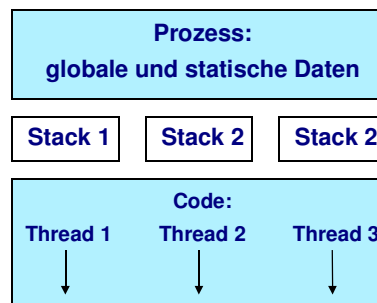 Prozess:
globale und statische Daten
Stack 1 Stack 2 Stack 2
Code:
Thread 1 Thread 2 Thread 3